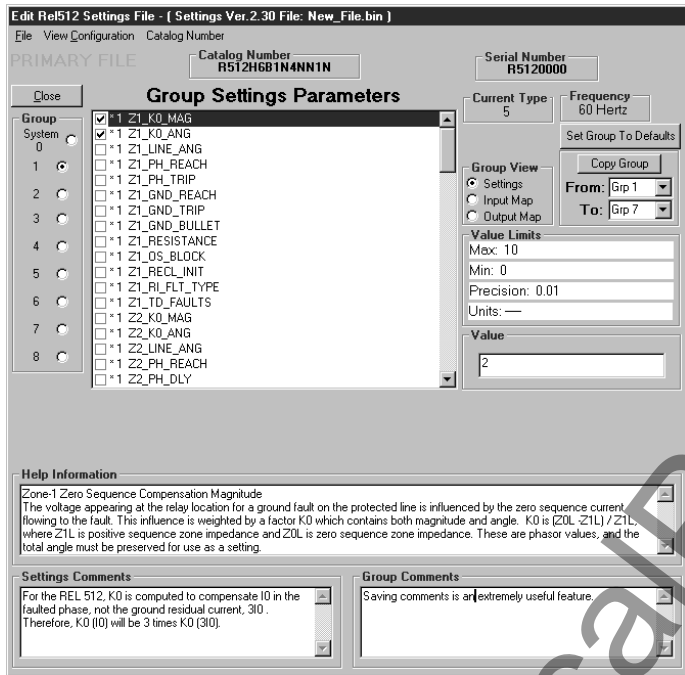 Edit Rel512 Settings File - ( Settings Ver.2.30 File: New_File.bin )
File View Configuration Catalog Number
PRIMARY FILE
Catalog Number
R512H6B1N4NN1N
Serial Number
R5120000
Close
Group Settings Parameters
Current Type
5
Frequency
60 Hertz
Group
System
0
1
2
3
4
5
6
7
8
* 1 Z1_K0_MAG
* 1 Z1_K0_ANG
* 1 Z1_LINE_ANG
* 1 Z1_PH_REACH
* 1 Z1_PH_TRIP
* 1 Z1_GND_REACH
* 1 Z1_GND_TRIP
* 1 Z1_GND_BULLET
* 1 Z1_RESISTANCE
* 1 Z1_OS_BLOCK
* 1 Z1_RECL_INIT
* 1 Z1_RI_FLT_TYPE
* 1 Z1_TD_FAULTS
* 1 Z2_K0_MAG
* 1 Z2_K0_ANG
* 1 Z2_LINE_ANG
* 1 Z2_PH_REACH
* 1 Z2_PH_DLY
Set Group To Defaults
Group View
Settings
Input Map
Output Map
Copy Group
From: Grp 1
To: Grp 7
Value Limits
Max: 10
Min: 0
Precision: 0.01
Units: —
Value
2
Help Information
Zone-1 Zero Sequence Compensation Magnitude
The voltage appearing at the relay location for a ground fault on the protected line is influenced by the zero sequence current
flowing to the fault. This influence is weighted by a factor K0 which contains both magnitude and angle. K0 is (Z0L -Z1L) / Z1L,
where Z1L is positive sequence zone impedance and Z0L is zero sequence zone impedance. These are phasor values, and the
total angle must be preserved for use as a setting.
Settings Comments
For the REL 512, K0 is computed to compensate I0 in the
faulted phase, not the ground residual current, 3I0 .
Therefore, K0 (I0) will be 3 times K0 (3I0).
Group Comments
Saving comments is an extremely useful feature.